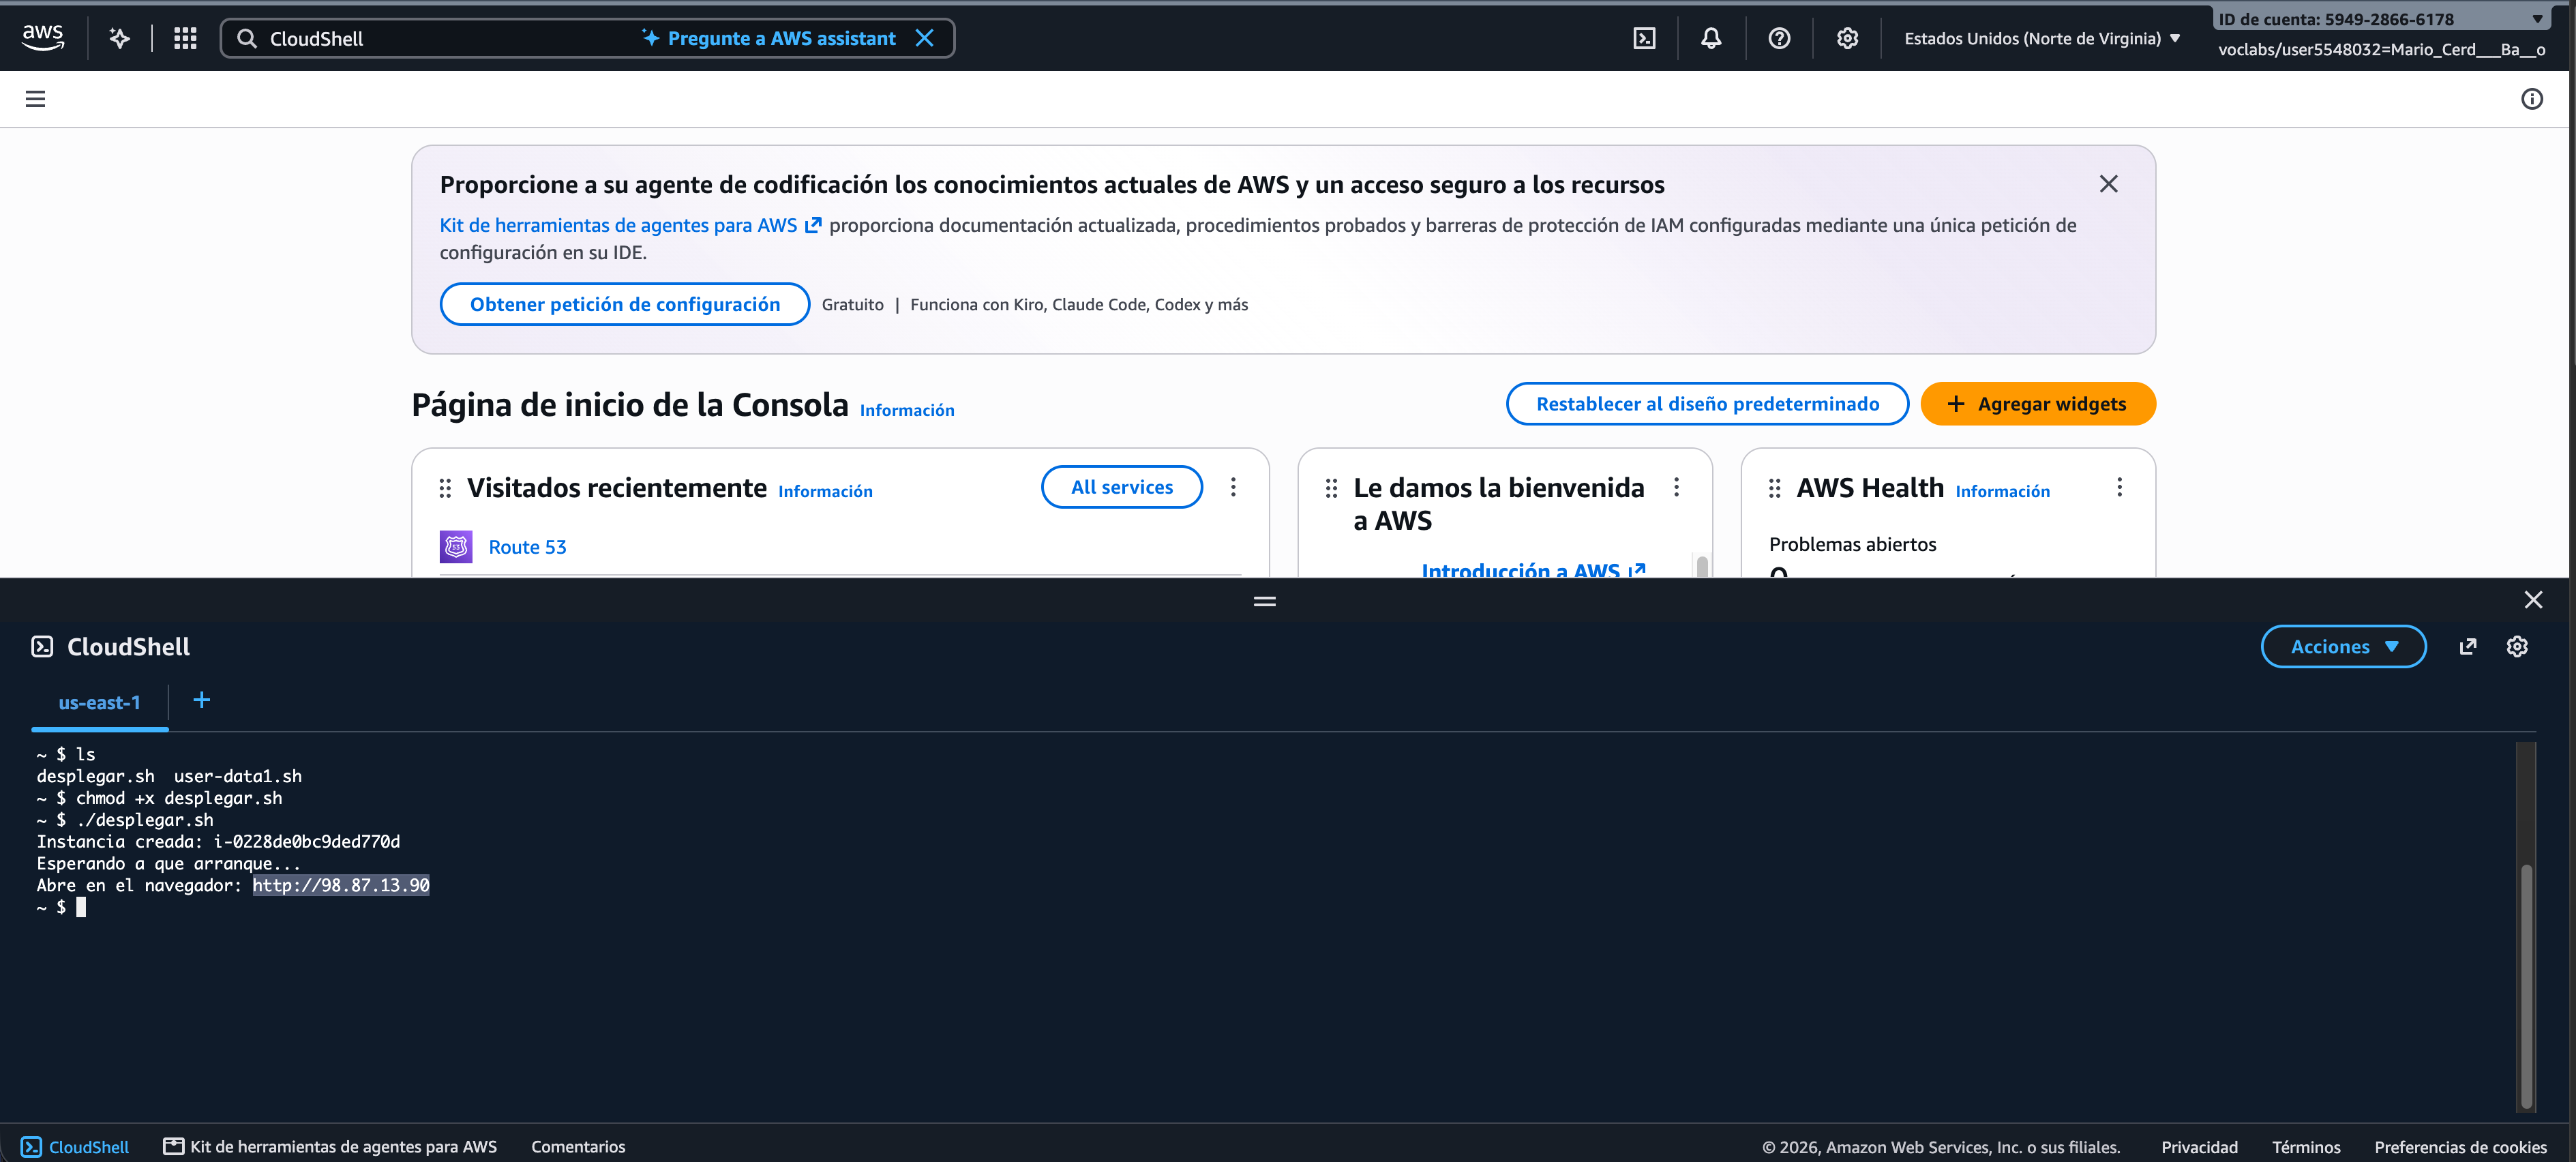 aws
CloudShell
Pregunte a AWS assistant
Estados Unidos (Norte de Virginia)
ID de cuenta: 5949-2866-6178
voclabs/user5548032=Mario_Cerd___Ba__o
Proporcione a su agente de codificación los conocimientos actuales de AWS y un acceso seguro a los recursos
Kit de herramientas de agentes para AWS proporciona documentación actualizada, procedimientos probados y barreras de protección de IAM configuradas mediante una única petición de
configuración en su IDE.
Obtener petición de configuración
Gratuito | Funciona con Kiro, Claude Code, Codex y más
Página de inicio de la Consola Información
Restablecer al diseño predeterminado
+ Agregar widgets
Visitados recientemente Información
All services
Route 53
Le damos la bienvenida
a AWS
Introducción a AWS
AWS Health Información
Problemas abiertos
CloudShell
Acciones
us-east-1
+
~ $ ls
desplegar.sh  user-data1.sh
~ $ chmod +x desplegar.sh
~ $ ./desplegar.sh
Instancia creada: i-0228de0bc9ded770d
Esperando a que arranque...
Abre en el navegador: http://98.87.13.90
~ $
CloudShell
Kit de herramientas de agentes para AWS
Comentarios
© 2026, Amazon Web Services, Inc. o sus filiales.
Privacidad
Términos
Preferencias de cookies